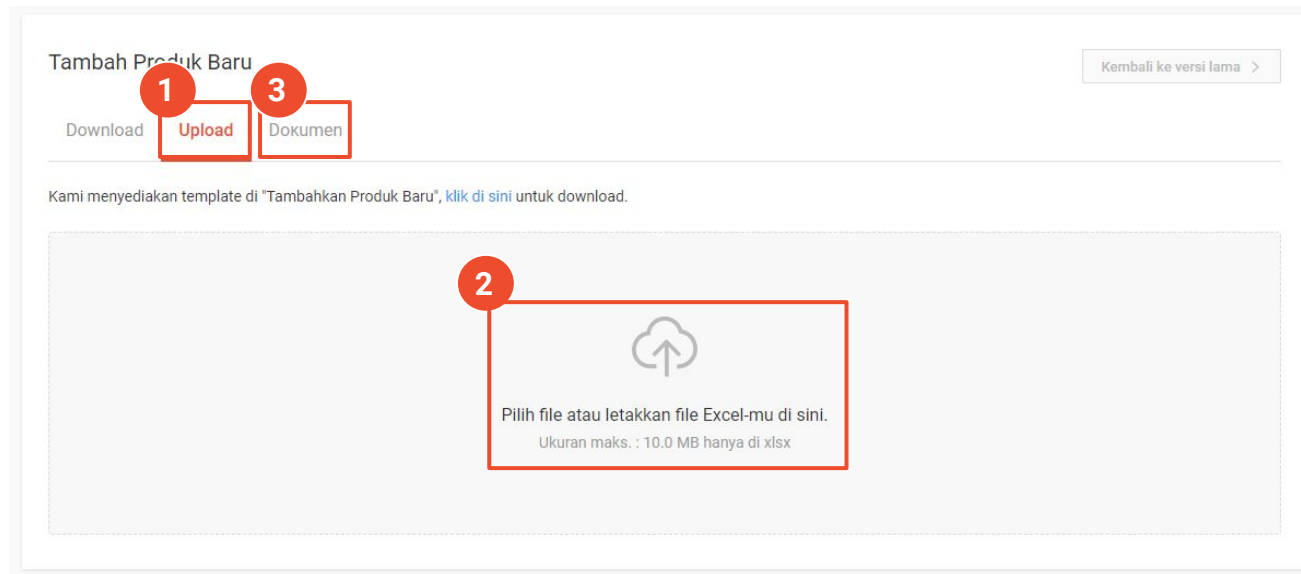 Tambah Produk Baru
Kembali ke versi lama >
1
3
Download Upload Dokumen
Kami menyediakan template di "Tambahkan Produk Baru", klik di sini untuk download.
2
Pilih file atau letakkan file Excel-mu di sini.
Ukuran maks. : 10.0 MB hanya di xlsx